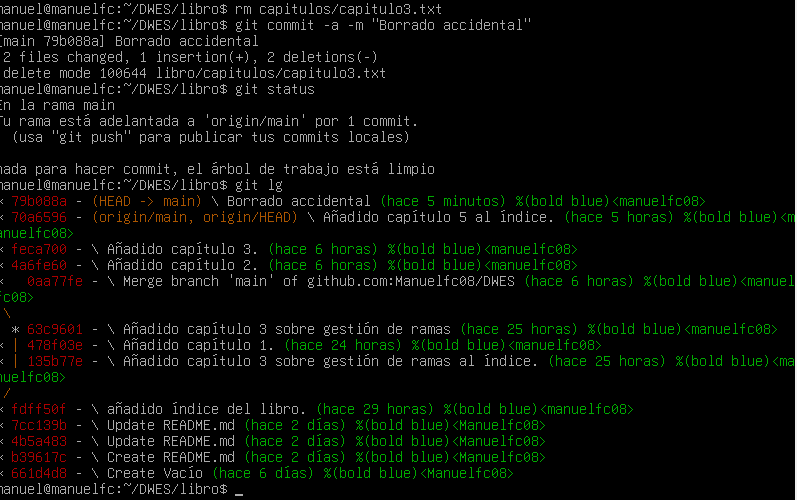 manuel@manuelfc:~/DWES/libro$ rm capitulos/capitulo3.txt
manuel@manuelfc:~/DWES/libro$ git commit -a -m "Borrado accidental"
[main 79b088a] Borrado accidental
2 files changed, 1 insertion(+), 2 deletions(-)
delete mode 100644 libro/capitulos/capitulo3.txt
manuel@manuelfc:~/DWES/libro$ git status
En la rama main
Tu rama está adelantada a 'origin/main' por 1 commit.
(usa "git push" para publicar tus commits locales)
nada para hacer commit, el árbol de trabajo está limpio
manuel@manuelfc:~/DWES/libro$ git lg
* 79b088a - (HEAD -> main) \ Borrado accidental (hace 5 minutos) %(bold blue)<manuelfc08>
* 70a6596 - (origin/main, origin/HEAD) \ Añadido capítulo 5 al índice. (hace 5 horas) %(bold blue)<m
anuelfc08>
* feca700 - \ Añadido capítulo 3. (hace 6 horas) %(bold blue)<manuelfc08>
* 4a6fe60 - \ Añadido capítulo 2. (hace 6 horas) %(bold blue)<manuelfc08>
*   0aa77fe - \ Merge branch 'main' of github.com:Manuelfc08/DWES (hace 6 horas) %(bold blue)<manuel
fc08>
|\
| * 63c9601 - \ Añadido capítulo 3 sobre gestión de ramas (hace 25 horas) %(bold blue)<manuelfc08>
* | 478f03e - \ Añadido capítulo 1. (hace 24 horas) %(bold blue)<manuelfc08>
* | 135b77e - \ Añadido capítulo 3 sobre gestión de ramas al índice. (hace 25 horas) %(bold blue)<ma
nuelfc08>
|/
* fdff50f - \ añadido índice del libro. (hace 29 horas) %(bold blue)<manuelfc08>
* 7cc139b - \ Update README.md (hace 2 días) %(bold blue)<Manuelfc08>
* 4b5a483 - \ Update README.md (hace 2 días) %(bold blue)<Manuelfc08>
* b39617c - \ Create README.md (hace 2 días) %(bold blue)<Manuelfc08>
* 661d4d8 - \ Create Vacío (hace 6 días) %(bold blue)<Manuelfc08>
manuel@manuelfc:~/DWES/libro$ _